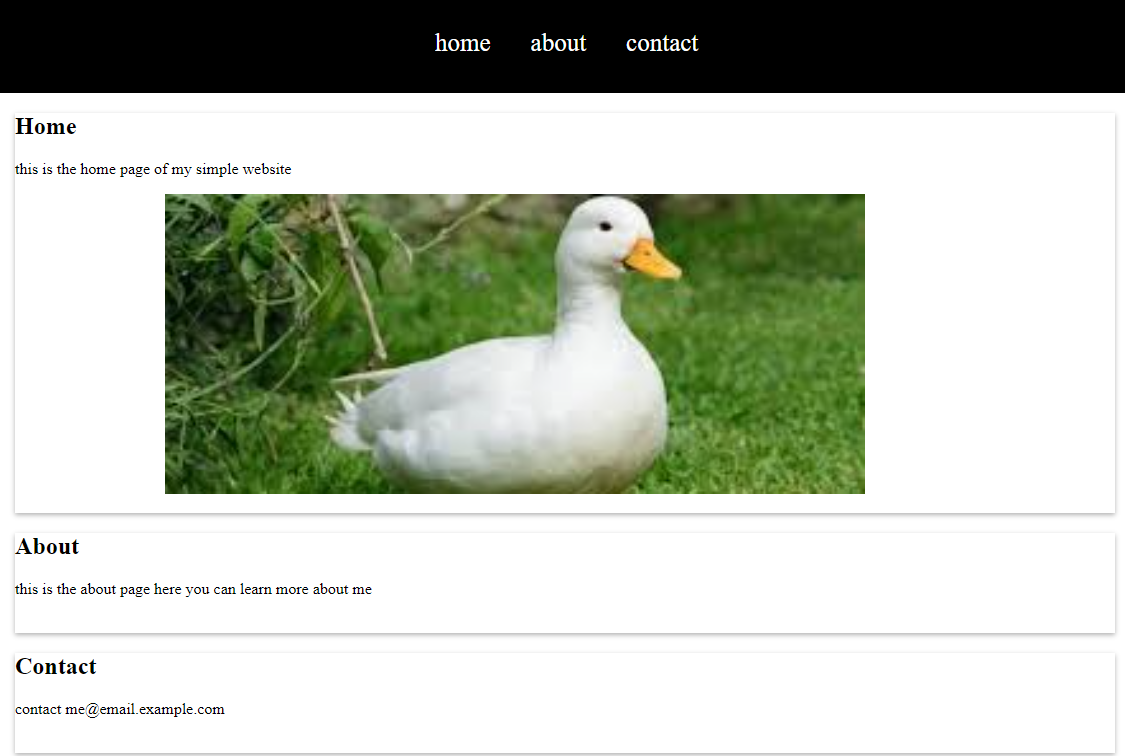 home about contact
Home
this is the home page of my simple website
About
this is the about page here you can learn more about me
Contact
contact me@email.example.com